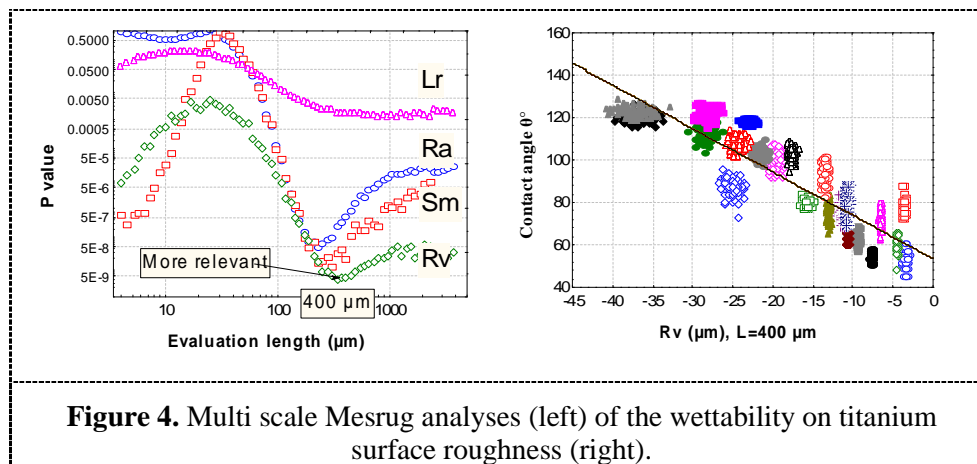 0.5000
0.0500
0.0050
0.0005
5E-5
5E-6
5E-7
5E-8
5E-9
P value
Lr
Ra
Sm
Rv
More relevant
400 µm
10 100 1000
Evaluation length (µm)
160
140
120
100
80
60
40
Contact angle θ°
-45 -40 -35 -30 -25 -20 -15 -10 -5 0
Rv (µm), L=400 µm
Figure 4. Multi scale Mesrug analyses (left) of the wettability on titanium
surface roughness (right).